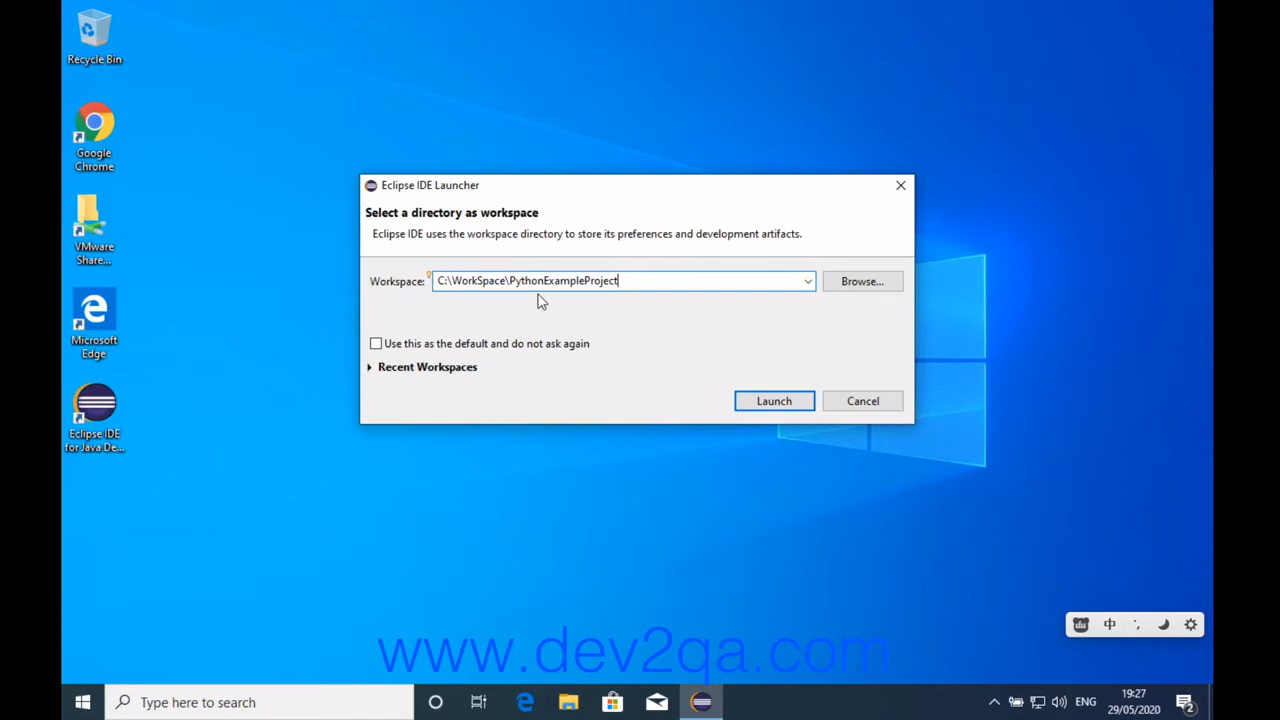 Recycle Bin
Google
Chrome
VMware
Share...
Microsoft
Edge
Eclipse IDE
for Java De...
Eclipse IDE Launcher
Select a directory as workspace
Eclipse IDE uses the workspace directory to store its preferences and development artifacts.
Workspace: C:\WorkSpace\PythonExampleProject Browse...
Use this as the default and do not ask again
Recent Workspaces
Launch Cancel
du 中
www.dev2qa.com
Type here to search
ENG
19:27
29/05/2020
2